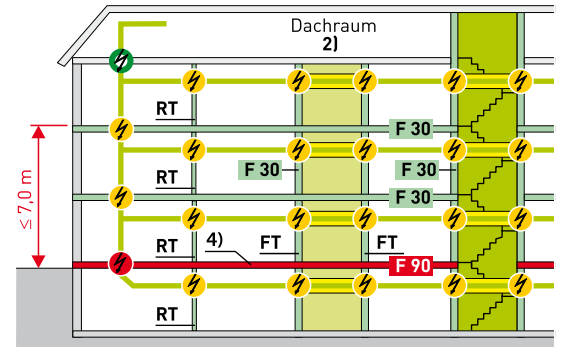 Dachraum
2)
RT
F 30
≤ 7,0 m
RT
F 30
F 30
F 30
RT
4)
FT
FT
F 90
RT